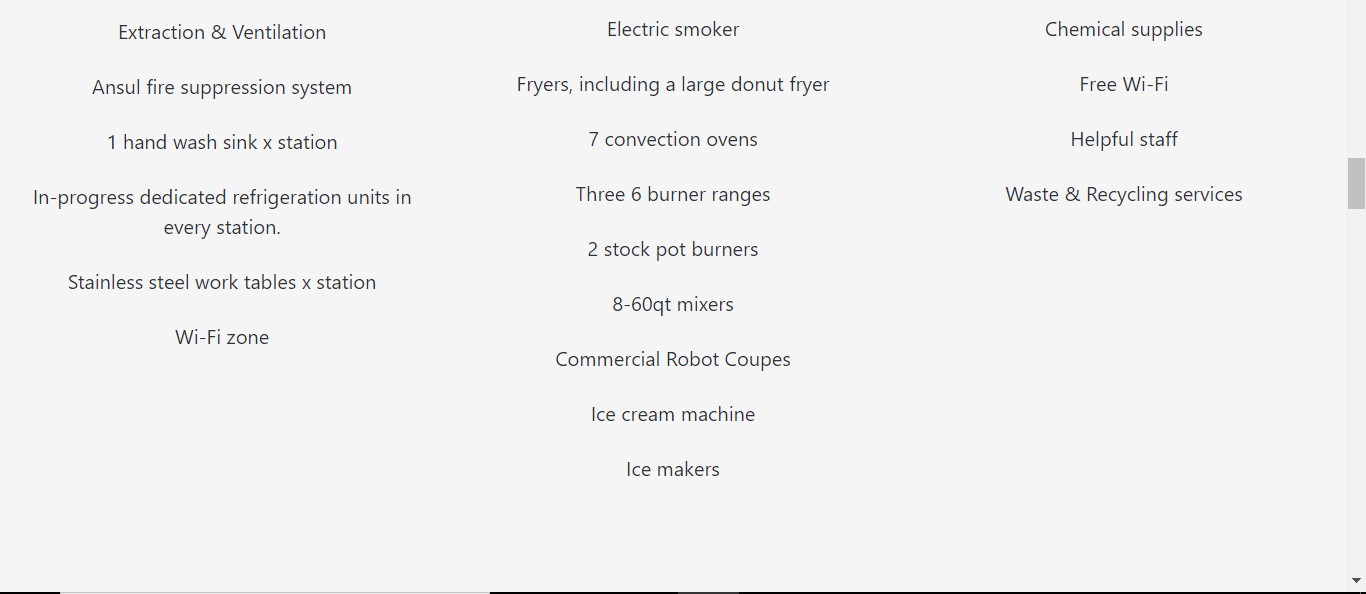 Extraction & Ventilation
Ansul fire suppression system
1 hand wash sink x station
In-progress dedicated refrigeration units in
every station.
Stainless steel work tables x station
Wi-Fi zone
Electric smoker
Fryers, including a large donut fryer
7 convection ovens
Three 6 burner ranges
2 stock pot burners
8-60qt mixers
Commercial Robot Coupes
Ice cream machine
Ice makers
Chemical supplies
Free Wi-Fi
Helpful staff
Waste & Recycling services